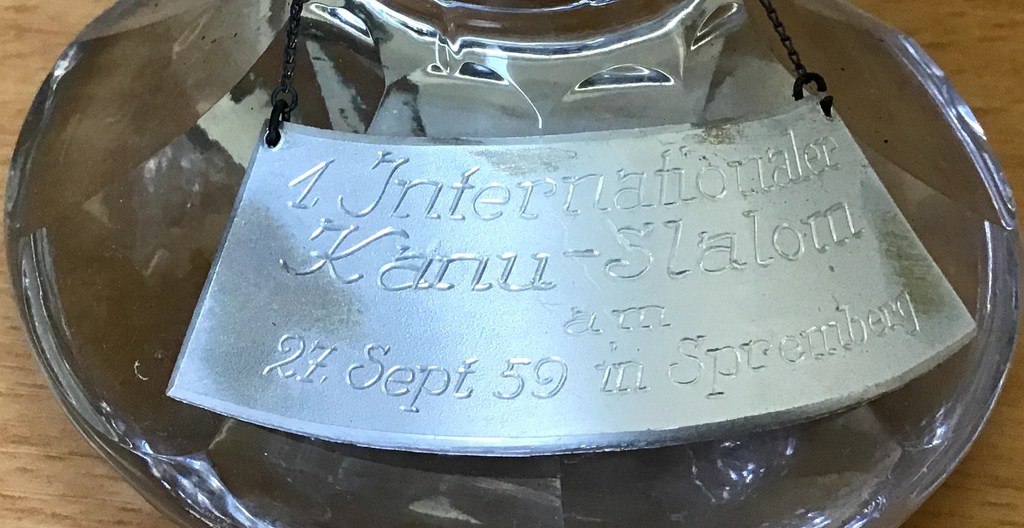 1. Internationaler
Kanu-Slalom
am
27. Sept 59 in Spremberg